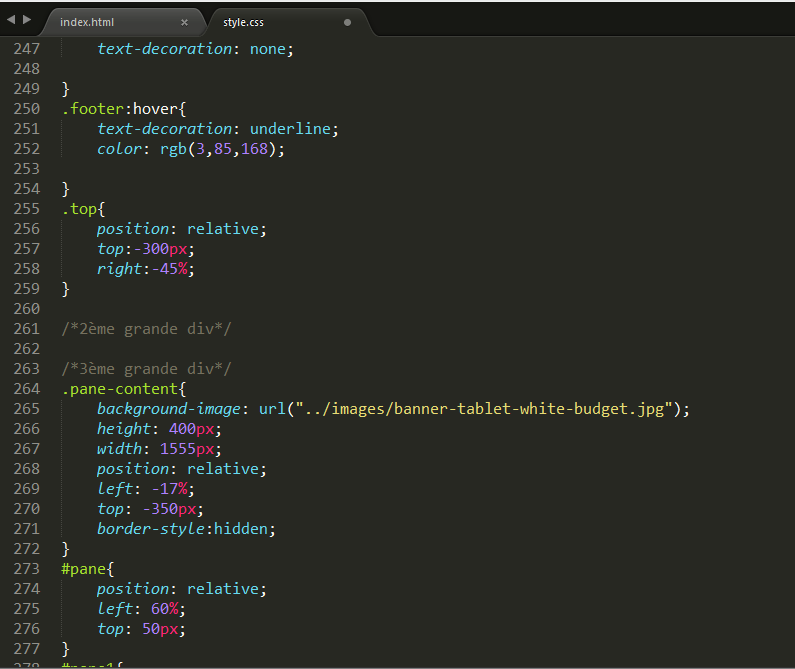 index.html × style.css
247 text-decoration: none;
248
249 }
250 .footer:hover{
251 text-decoration: underline;
252 color: rgb(3,85,168);
253
254 }
255 .top{
256 position: relative;
257 top:-300px;
258 right:-45%;
259 }
260
261 /*2ème grande div*/
262
263 /*3ème grande div*/
264 .pane-content{
265 background-image: url("../images/banner-tablet-white-budget.jpg");
266 height: 400px;
267 width: 1555px;
268 position: relative;
269 left: -17%;
270 top: -350px;
271 border-style:hidden;
272 }
273 #pane{
274 position: relative;
275 left: 60%;
276 top: 50px;
277 }
278 #pane1{